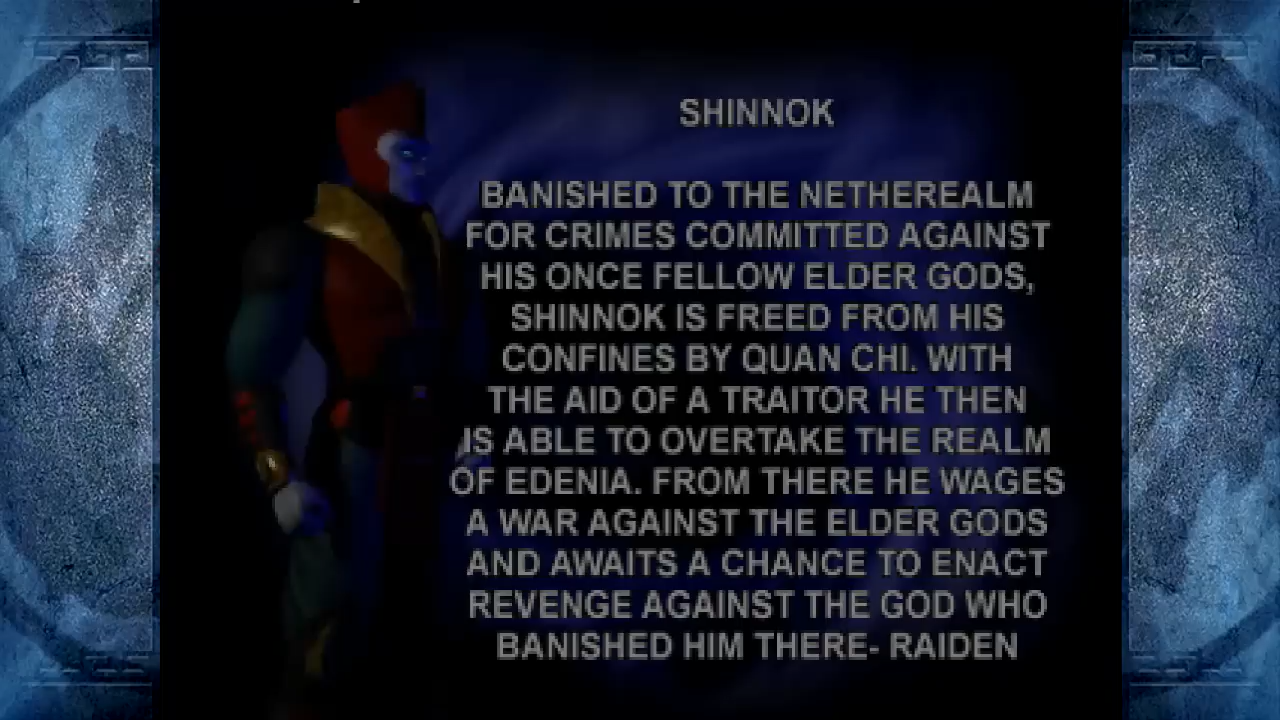 SHINNOK
BANISHED TO THE NETHEREALM
FOR CRIMES COMMITTED AGAINST
HIS ONCE FELLOW ELDER GODS,
SHINNOK IS FREED FROM HIS
CONFINES BY QUAN CHI. WITH
THE AID OF A TRAITOR HE THEN
IS ABLE TO OVERTAKE THE REALM
OF EDENIA. FROM THERE HE WAGES
A WAR AGAINST THE ELDER GODS
AND AWAITS A CHANCE TO ENACT
REVENGE AGAINST THE GOD WHO
BANISHED HIM THERE- RAIDEN